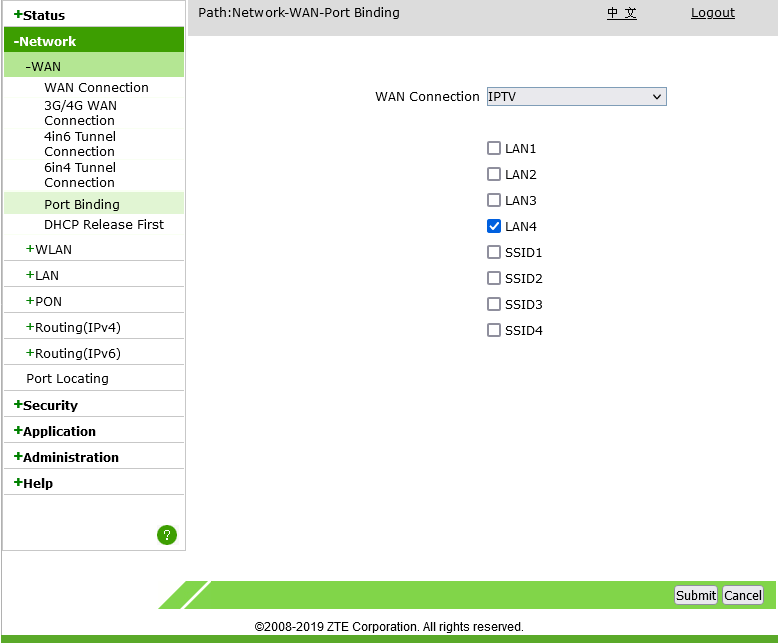 +Status
Path:Network-WAN-Port Binding
中 文
Logout
-Network
-WAN
WAN Connection
3G/4G WAN
Connection
4in6 Tunnel
Connection
6in4 Tunnel
Connection
Port Binding
DHCP Release First
+WLAN
+LAN
+PON
+Routing(IPv4)
+Routing(IPv6)
Port Locating
+Security
+Application
+Administration
+Help
?
WAN Connection IPTV
LAN1
LAN2
LAN3
LAN4
SSID1
SSID2
SSID3
SSID4
Submit Cancel
©2008-2019 ZTE Corporation. All rights reserved.